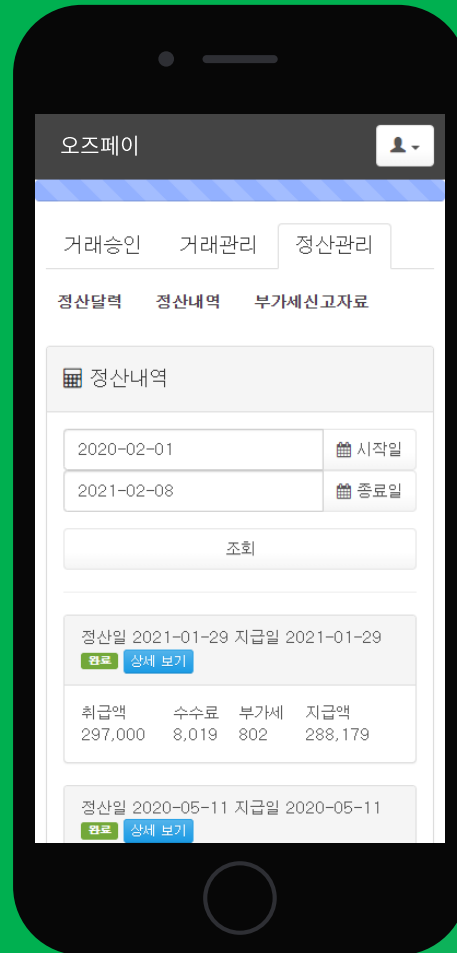 오즈페이
거래승인 거래관리 정산관리
정산달력 정산내역 부가세신고자료
정산내역
2020-02-01 시작일
2021-02-08 종료일
조회
정산일 2021-01-29 지급일 2021-01-29
완료 상세 보기
취급액 수수료 부가세 지급액
297,000 8,019 802 288,179
정산일 2020-05-11 지급일 2020-05-11
완료 상세 보기